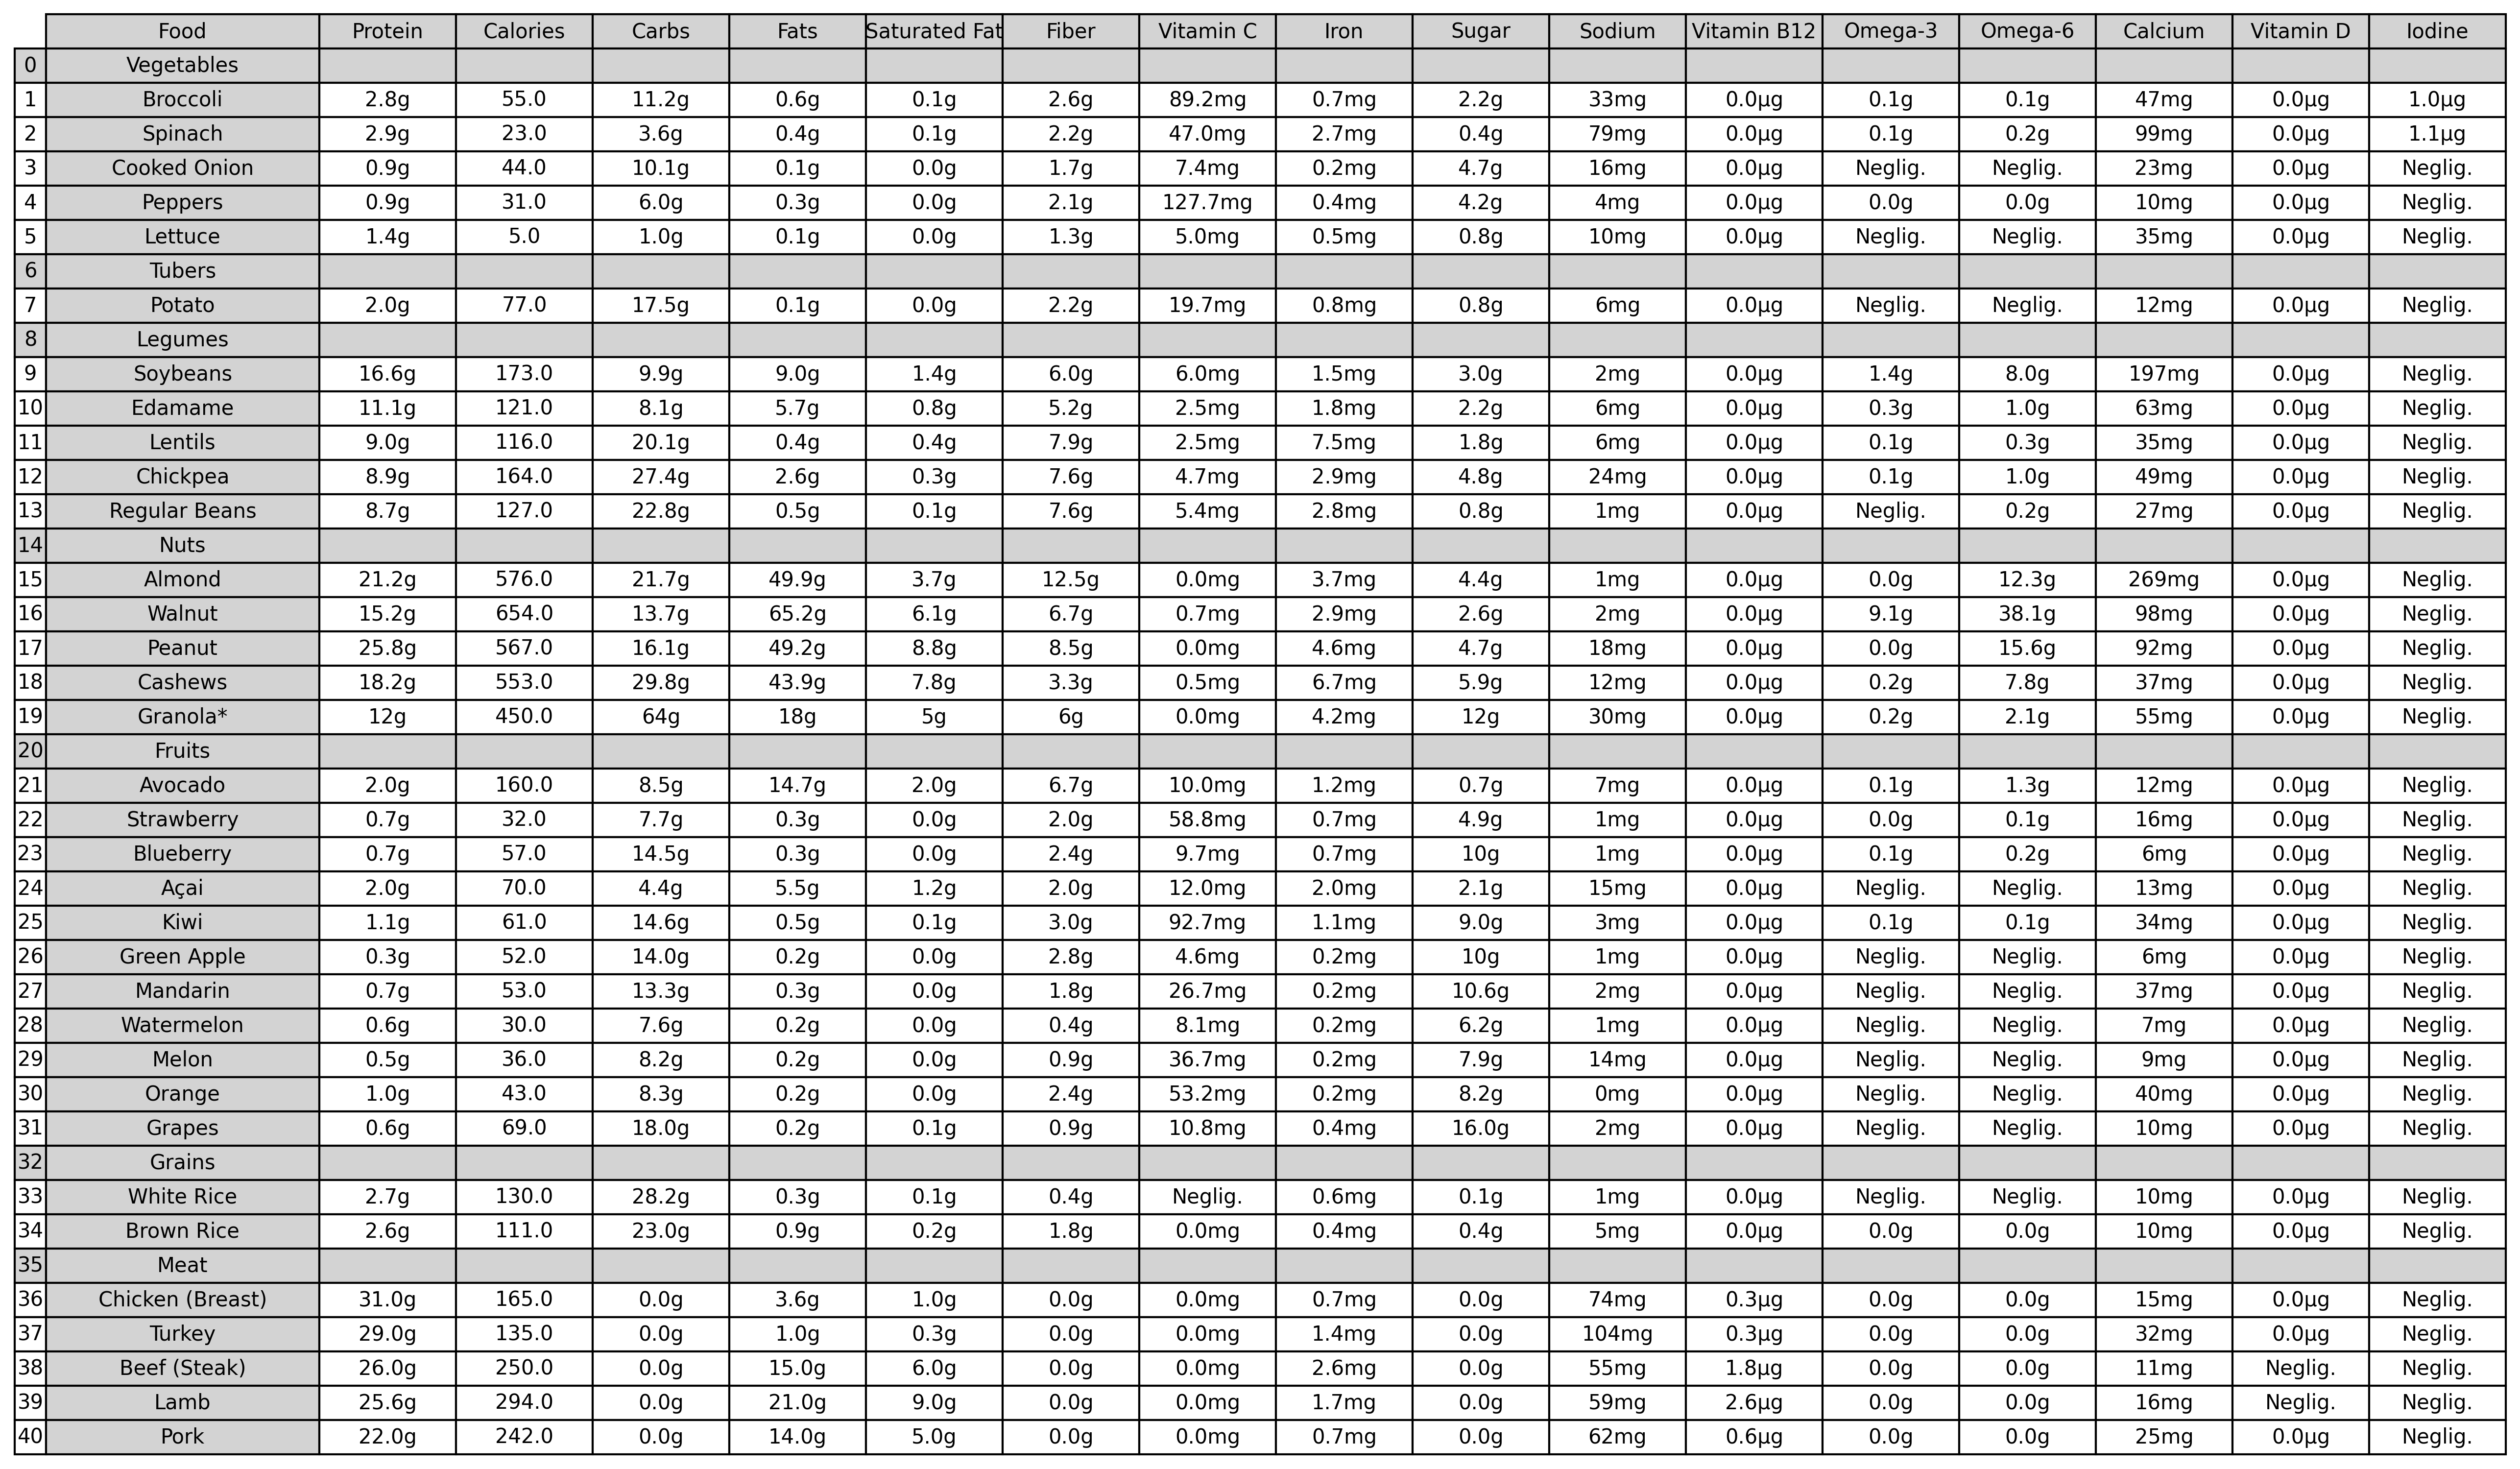 Food Protein Calories Carbs Fats Saturated Fat Fiber Vitamin C Iron Sugar Sodium Vitamin B12 Omega-3 Omega-6 Calcium Vitamin D Iodine
0 Vegetables
1 Broccoli 2.8g 55.0 11.2g 0.6g 0.1g 2.6g 89.2mg 0.7mg 2.2g 33mg 0.0µg 0.1g 0.1g 47mg 0.0µg 1.0µg
2 Spinach 2.9g 23.0 3.6g 0.4g 0.1g 2.2g 47.0mg 2.7mg 0.4g 79mg 0.0µg 0.1g 0.2g 99mg 0.0µg 1.1µg
3 Cooked Onion 0.9g 44.0 10.1g 0.1g 0.0g 1.7g 7.4mg 0.2mg 4.7g 16mg 0.0µg Neglig. Neglig. 23mg 0.0µg Neglig.
4 Peppers 0.9g 31.0 6.0g 0.3g 0.0g 2.1g 127.7mg 0.4mg 4.2g 4mg 0.0µg 0.0g 0.0g 10mg 0.0µg Neglig.
5 Lettuce 1.4g 5.0 1.0g 0.1g 0.0g 1.3g 5.0mg 0.5mg 0.8g 10mg 0.0µg Neglig. Neglig. 35mg 0.0µg Neglig.
6 Tubers
7 Potato 2.0g 77.0 17.5g 0.1g 0.0g 2.2g 19.7mg 0.8mg 0.8g 6mg 0.0µg Neglig. Neglig. 12mg 0.0µg Neglig.
8 Legumes
9 Soybeans 16.6g 173.0 9.9g 9.0g 1.4g 6.0g 6.0mg 1.5mg 3.0g 2mg 0.0µg 1.4g 8.0g 197mg 0.0µg Neglig.
10 Edamame 11.1g 121.0 8.1g 5.7g 0.8g 5.2g 2.5mg 1.8mg 2.2g 6mg 0.0µg 0.3g 1.0g 63mg 0.0µg Neglig.
11 Lentils 9.0g 116.0 20.1g 0.4g 0.4g 7.9g 2.5mg 7.5mg 1.8g 6mg 0.0µg 0.1g 0.3g 35mg 0.0µg Neglig.
12 Chickpea 8.9g 164.0 27.4g 2.6g 0.3g 7.6g 4.7mg 2.9mg 4.8g 24mg 0.0µg 0.1g 1.0g 49mg 0.0µg Neglig.
13 Regular Beans 8.7g 127.0 22.8g 0.5g 0.1g 7.6g 5.4mg 2.8mg 0.8g 1mg 0.0µg Neglig. 0.2g 27mg 0.0µg Neglig.
14 Nuts
15 Almond 21.2g 576.0 21.7g 49.9g 3.7g 12.5g 0.0mg 3.7mg 4.4g 1mg 0.0µg 0.0g 12.3g 269mg 0.0µg Neglig.
16 Walnut 15.2g 654.0 13.7g 65.2g 6.1g 6.7g 0.7mg 2.9mg 2.6g 2mg 0.0µg 9.1g 38.1g 98mg 0.0µg Neglig.
17 Peanut 25.8g 567.0 16.1g 49.2g 8.8g 8.5g 0.0mg 4.6mg 4.7g 18mg 0.0µg 0.0g 15.6g 92mg 0.0µg Neglig.
18 Cashews 18.2g 553.0 29.8g 43.9g 7.8g 3.3g 0.5mg 6.7mg 5.9g 12mg 0.0µg 0.2g 7.8g 37mg 0.0µg Neglig.
19 Granola* 12g 450.0 64g 18g 5g 6g 0.0mg 4.2mg 12g 30mg 0.0µg 0.2g 2.1g 55mg 0.0µg Neglig.
20 Fruits
21 Avocado 2.0g 160.0 8.5g 14.7g 2.0g 6.7g 10.0mg 1.2mg 0.7g 7mg 0.0µg 0.1g 1.3g 12mg 0.0µg Neglig.
22 Strawberry 0.7g 32.0 7.7g 0.3g 0.0g 2.0g 58.8mg 0.7mg 4.9g 1mg 0.0µg 0.0g 0.1g 16mg 0.0µg Neglig.
23 Blueberry 0.7g 57.0 14.5g 0.3g 0.0g 2.4g 9.7mg 0.7mg 10g 1mg 0.0µg 0.1g 0.2g 6mg 0.0µg Neglig.
24 Açai 2.0g 70.0 4.4g 5.5g 1.2g 2.0g 12.0mg 2.0mg 2.1g 15mg 0.0µg Neglig. Neglig. 13mg 0.0µg Neglig.
25 Kiwi 1.1g 61.0 14.6g 0.5g 0.1g 3.0g 92.7mg 1.1mg 9.0g 3mg 0.0µg 0.1g 0.1g 34mg 0.0µg Neglig.
26 Green Apple 0.3g 52.0 14.0g 0.2g 0.0g 2.8g 4.6mg 0.2mg 10g 1mg 0.0µg Neglig. Neglig. 6mg 0.0µg Neglig.
27 Mandarin 0.7g 53.0 13.3g 0.3g 0.0g 1.8g 26.7mg 0.2mg 10.6g 2mg 0.0µg Neglig. Neglig. 37mg 0.0µg Neglig.
28 Watermelon 0.6g 30.0 7.6g 0.2g 0.0g 0.4g 8.1mg 0.2mg 6.2g 1mg 0.0µg Neglig. Neglig. 7mg 0.0µg Neglig.
29 Melon 0.5g 36.0 8.2g 0.2g 0.0g 0.9g 36.7mg 0.2mg 7.9g 14mg 0.0µg Neglig. Neglig. 9mg 0.0µg Neglig.
30 Orange 1.0g 43.0 8.3g 0.2g 0.0g 2.4g 53.2mg 0.2mg 8.2g 0mg 0.0µg Neglig. Neglig. 40mg 0.0µg Neglig.
31 Grapes 0.6g 69.0 18.0g 0.2g 0.1g 0.9g 10.8mg 0.4mg 16.0g 2mg 0.0µg Neglig. Neglig. 10mg 0.0µg Neglig.
32 Grains
33 White Rice 2.7g 130.0 28.2g 0.3g 0.1g 0.4g Neglig. 0.6mg 0.1g 1mg 0.0µg Neglig. Neglig. 10mg 0.0µg Neglig.
34 Brown Rice 2.6g 111.0 23.0g 0.9g 0.2g 1.8g 0.0mg 0.4mg 0.4g 5mg 0.0µg 0.0g 0.0g 10mg 0.0µg Neglig.
35 Meat
36 Chicken (Breast) 31.0g 165.0 0.0g 3.6g 1.0g 0.0g 0.0mg 0.7mg 0.0g 74mg 0.3µg 0.0g 0.0g 15mg 0.0µg Neglig.
37 Turkey 29.0g 135.0 0.0g 1.0g 0.3g 0.0g 0.0mg 1.4mg 0.0g 104mg 0.3µg 0.0g 0.0g 32mg 0.0µg Neglig.
38 Beef (Steak) 26.0g 250.0 0.0g 15.0g 6.0g 0.0g 0.0mg 2.6mg 0.0g 55mg 1.8µg 0.0g 0.0g 11mg Neglig. Neglig.
39 Lamb 25.6g 294.0 0.0g 21.0g 9.0g 0.0g 0.0mg 1.7mg 0.0g 59mg 2.6µg 0.0g 0.0g 16mg Neglig. Neglig.
40 Pork 22.0g 242.0 0.0g 14.0g 5.0g 0.0g 0.0mg 0.7mg 0.0g 62mg 0.6µg 0.0g 0.0g 25mg 0.0µg Neglig.